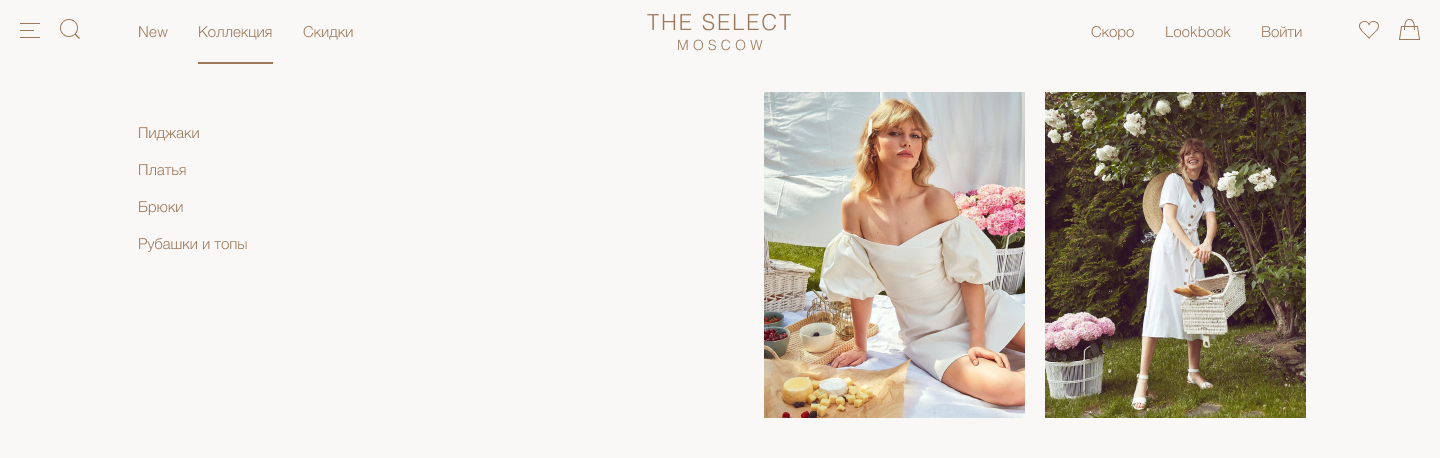 New
Коллекция
Скидки
THE SELECT
MOSCOW
Скоро
Lookbook
Войти
Пиджаки
Платья
Брюки
Рубашки и топы